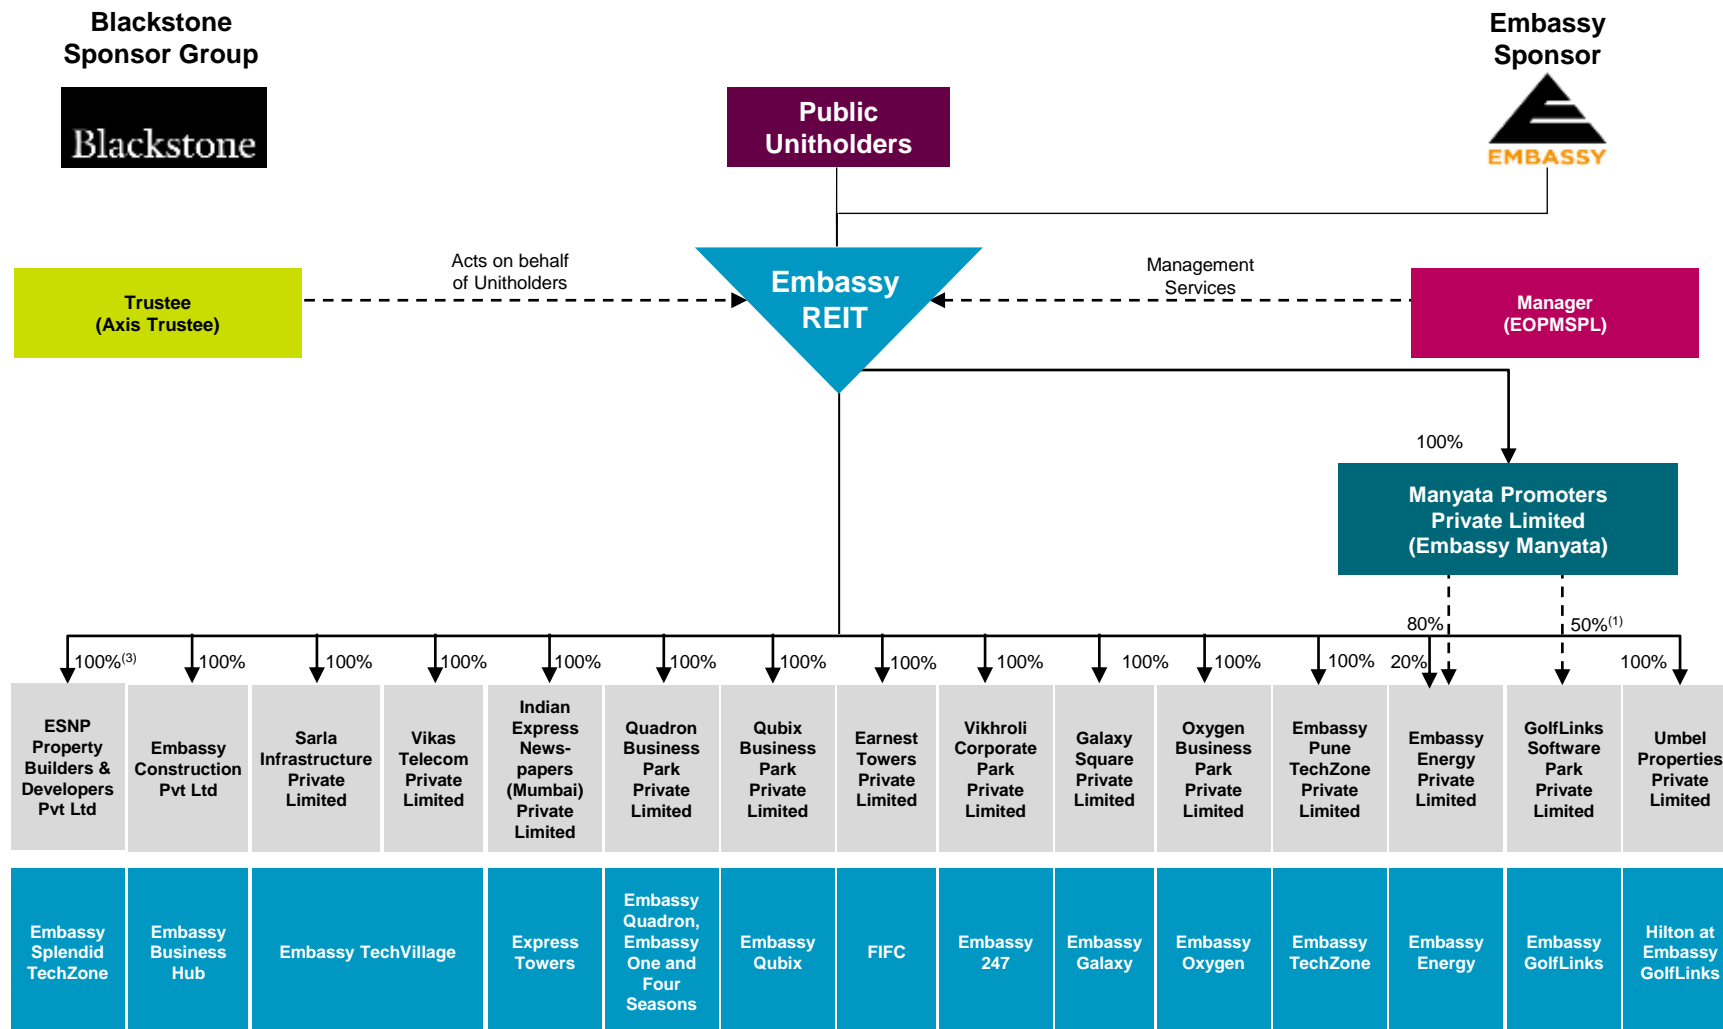 Blackstone
Sponsor Group
Blackstone
Public
Unitholders
Embassy
Sponsor
EMBASSY
Acts on behalf
of Unitholders
Embassy
REIT
Management
Services
Trustee
(Axis Trustee)
Manager
(EOPMSPL)
100%
Manyata Promoters
Private Limited
(Embassy Manyata)
80%
50%(1)
100%(3)
100%
100%
100%
100%
100%
100%
100%
100%
100%
100%
100%
20%
100%
ESNP
Property
Builders &
Developers
Pvt Ltd
Embassy
Construction
Pvt Ltd
Sarla
Infrastructure
Private
Limited
Vikas
Telecom
Private
Limited
Indian
Express
News-
papers
(Mumbai)
Private
Limited
Quadron
Business
Park
Private
Limited
Qubix
Business
Park
Private
Limited
Earnest
Towers
Private
Limited
Vikhroli
Corporate
Park
Private
Limited
Galaxy
Square
Private
Limited
Oxygen
Business
Park
Private
Limited
Embassy
Pune
TechZone
Private
Limited
Embassy
Energy
Private
Limited
GolfLinks
Software
Park
Private
Limited
Umbel
Properties
Private
Limited
Embassy
Splendid
TechZone
Embassy
Business
Hub
Embassy TechVillage
Express
Towers
Embassy
Quadron,
Embassy
One and
Four
Seasons
Embassy
Qubix
FIFC
Embassy
247
Embassy
Galaxy
Embassy
Oxygen
Embassy
TechZone
Embassy
Energy
Embassy
GolfLinks
Hilton at
Embassy
GolfLinks